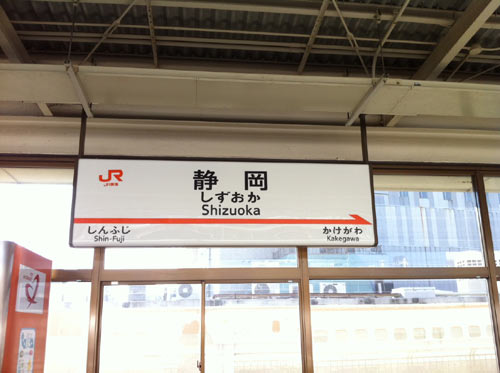 JR
JR東海
静岡
しずおか
Shizuoka
しんふじ
Shin-Fuji
かけがわ
Kakegawa